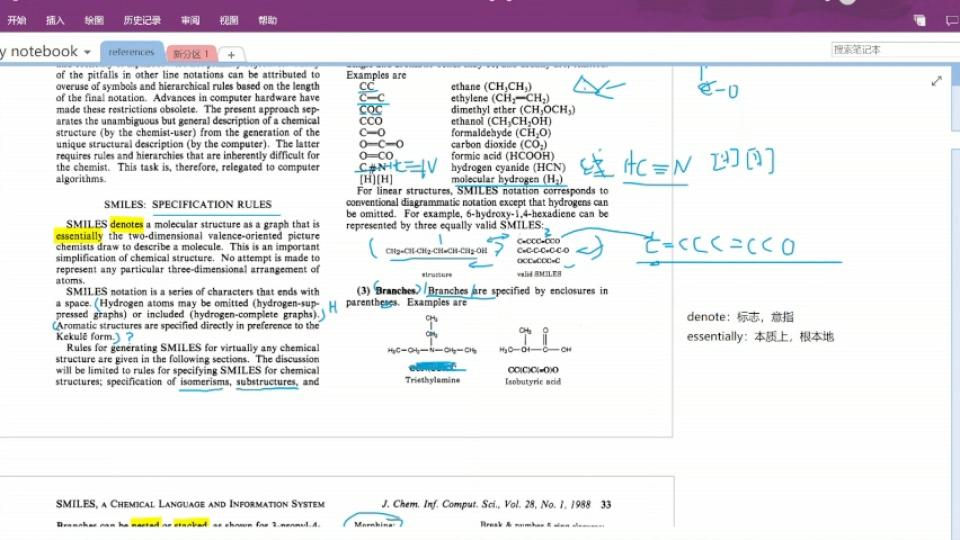 开始 插入 绘图 历史记录 审阅 视图 帮助
y notebook references 新分区 1 + 搜索笔记本
of the pitfalls in other line notations can be attributed
to overuse of symbols and hierarchical rules based on the length
of the final notation. Advances in computer hardware have
made these restrictions obsolete. The present approach sep-
arates the unambiguous but general description of a chemical
structure (by the chemist-user) from the generation of the
unique structural description (by the computer). The latter
requires rules and hierarchies that are inherently difficult for
the chemist. This task is, therefore, relegated to computer
algorithms.
SMILES: SPECIFICATION RULES
SMILES denotes a molecular structure as a graph that is
essentially the two-dimensional valence-oriented picture
chemists draw to describe a molecule. This is an important
simplification of chemical structure. No attempt is made to
represent any particular three-dimensional arrangement of
atoms.
SMILES notation is a series of characters that ends with
a space. (Hydrogen atoms may be omitted (hydrogen-sup-
pressed graphs) or included (hydrogen-complete graphs). H
Aromatic structures are specified directly in preference to the
Kekulé form. ?
Rules for generating SMILES for virtually any chemical
structure are given in the following sections. The discussion
will be limited to rules for specifying SMILES for chemical
structures; specification of isomerisms, substructures, and
Examples are
CC ethane (CH3CH3)
C=C ethylene (CH2=CH2)
COC dimethyl ether (CH3OCH3)
CCO ethanol (CH3CH2OH)
C=O formaldehyde (CH2O)
O=C=O carbon dioxide (CO2)
O=CO formic acid (HCOOH)
C#N hydrogen cyanide (HCN)
[H][H] molecular hydrogen (H2)
HC≡N [H][H]
For linear structures, SMILES notation corresponds to
conventional diagrammatic notation except that hydrogens can
be omitted. For example, 6-hydroxy-1,4-hexadiene can be
represented by three equally valid SMILES:
CH2=CH-CH2-CH=CH-CH2-OH
C=CCC=CCO
C=C-C-C=C-C-O
OCC=CCC=C
structure valid SMILES
C=CCC=CCO
(3) Branches. Branches are specified by enclosures in
parentheses. Examples are
CH3
CH2
H3C-CH2-N-CH2-CH3
Triethylamine
CH3 O
H3C-CH-C-OH
CC(C)C(=O)O
Isobutyric acid
denote：标志，意指
essentially：本质上，根本地
SMILES, A CHEMICAL LANGUAGE AND INFORMATION SYSTEM J. Chem. Inf. Comput. Sci., Vol. 28, No. 1, 1988 33
Branches can be nested or stacked, as shown for 3-propyl-4-
Morphine: